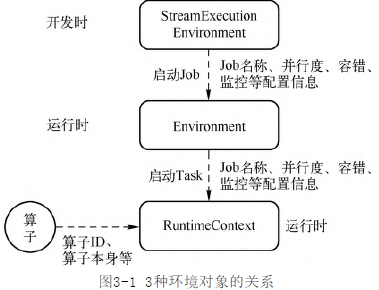 开发时
StreamExecution
Environment
启动Job
Job名称、并行度、容错、
监控等配置信息
运行时
Environment
启动Task
Job名称、并行度、容错、
监控等配置信息
算
子
RuntimeContext
运行时
算子ID、
算子本身等
图3-1 3种环境对象的关系